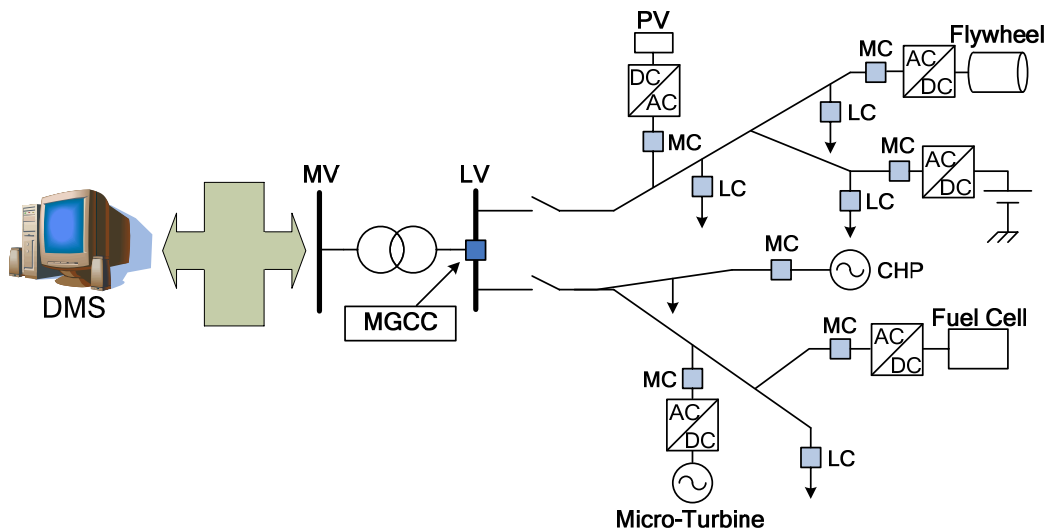 PV
Flywheel
MC
AC
DC
DC
AC
LC
MC
MC
AC
DC
MV
LV
LC
LC
MC
CHP
DMS
MGCC
Fuel Cell
MC
AC
DC
MC
AC
DC
LC
Micro-Turbine